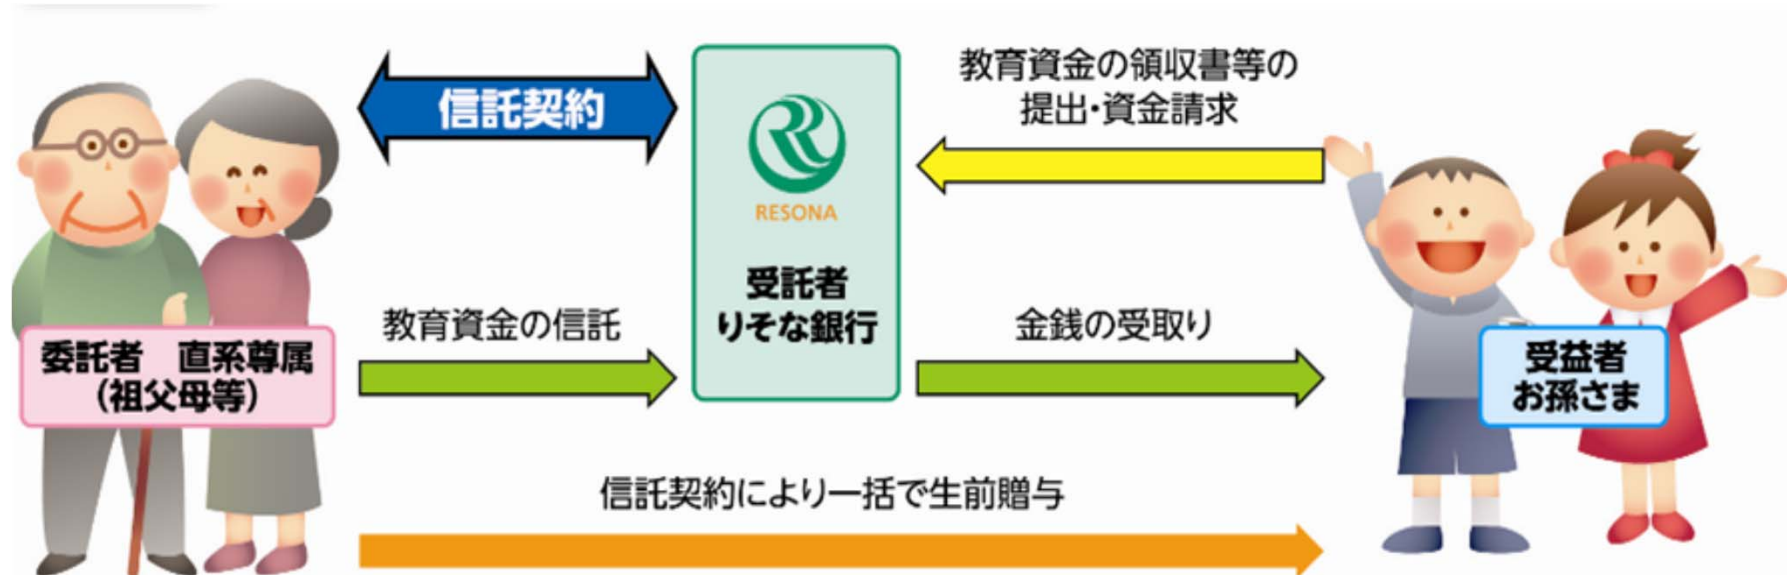 信託契約
教育資金の領収書等の
提出・資金請求
RESONA
受託者
りそな銀行
教育資金の信託
金銭の受取り
委託者　直系尊属
（祖父母等）
受益者
お孫さま
信託契約により一括で生前贈与